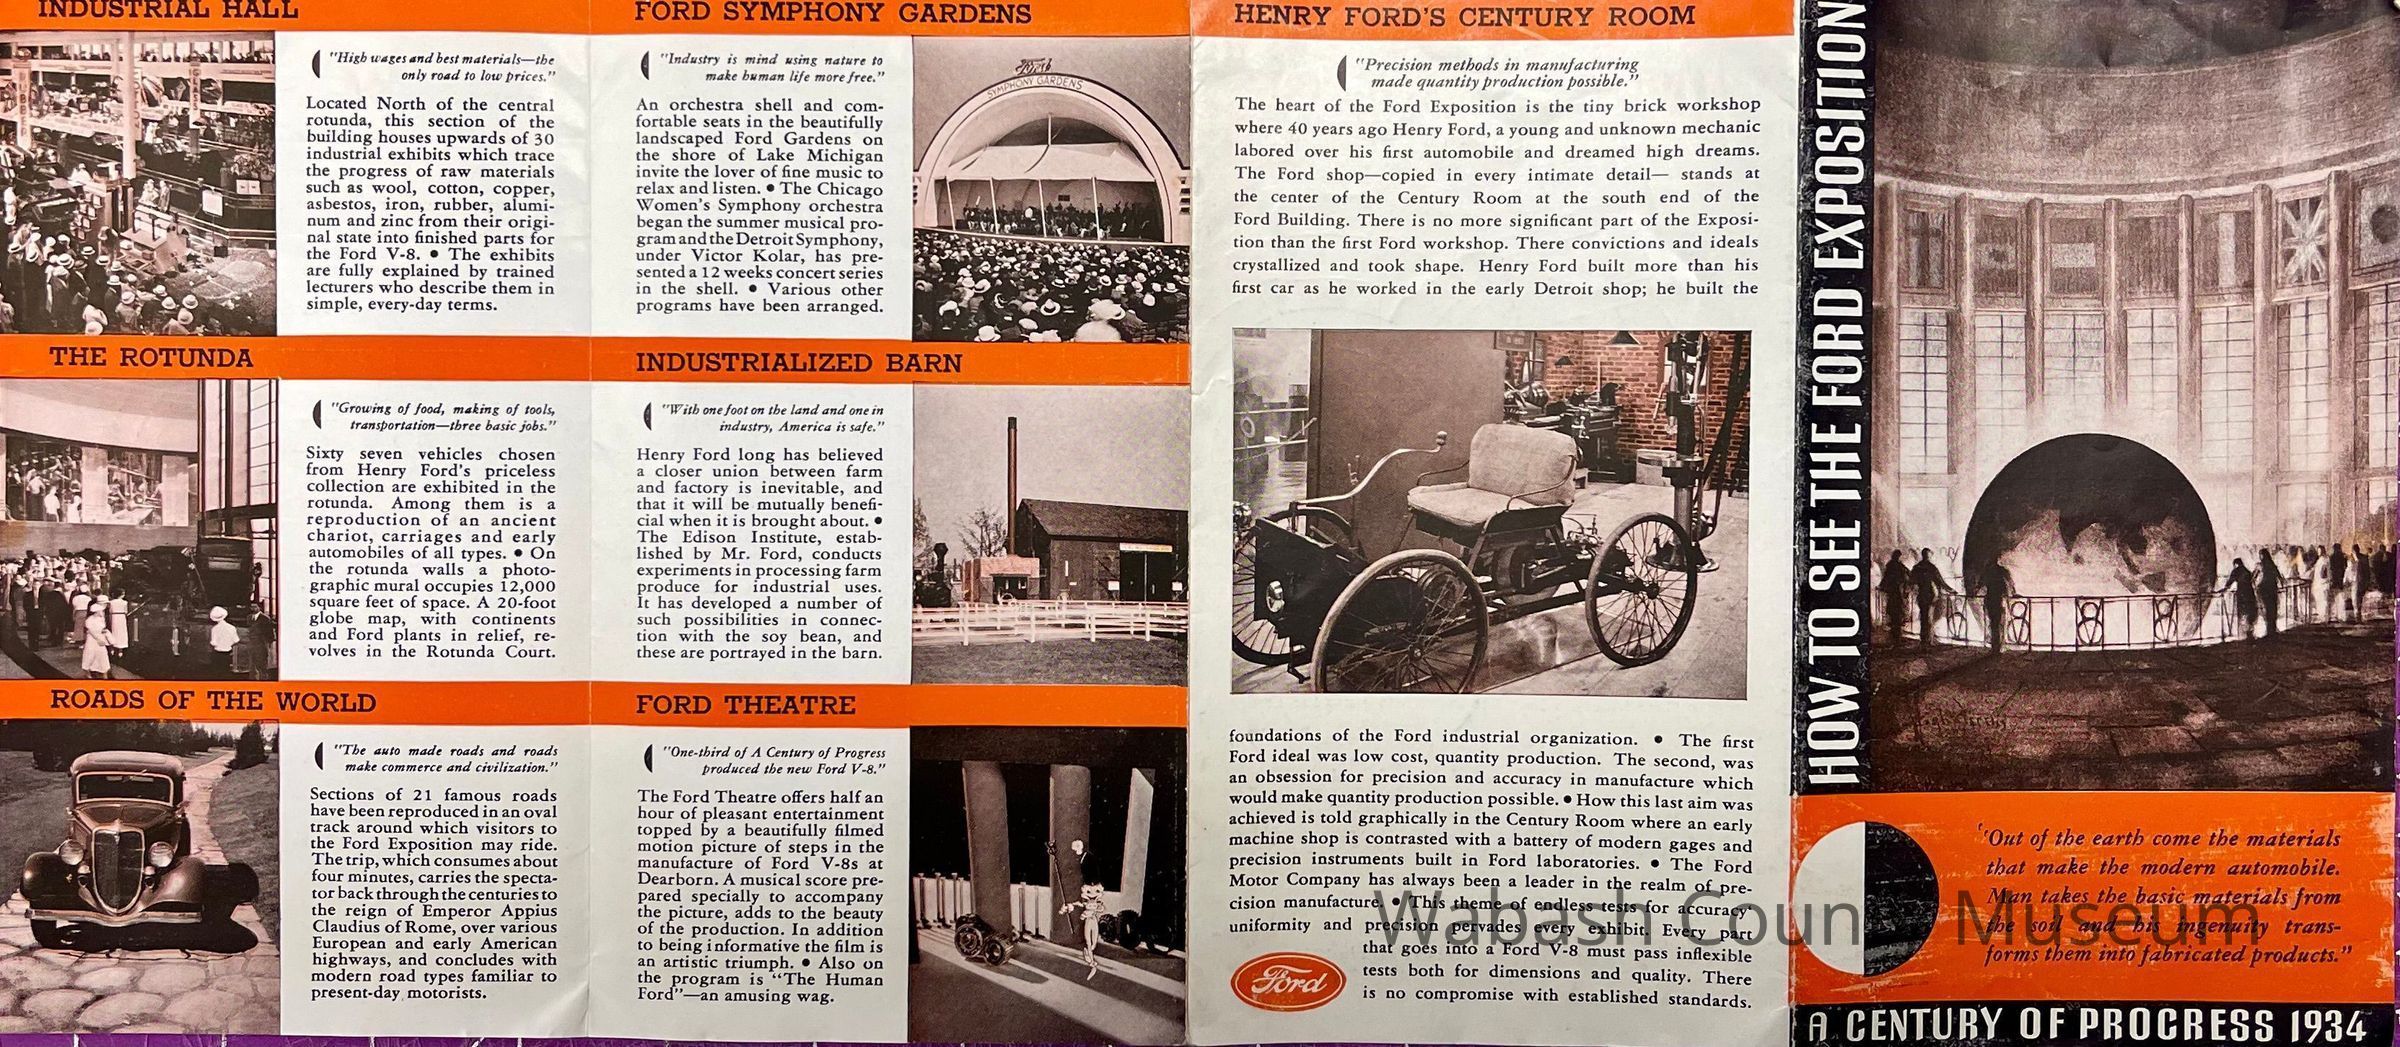 INDUSTRIAL HALL
"High wages and best materials—the
only road to low prices."
Located North of the central
rotunda, this section of the
building houses upwards of 30
industrial exhibits which trace
the progress of raw materials
such as wool, cotton, copper,
asbestos, iron, rubber, alumi-
num and zinc from their origi-
nal state into finished parts for
the Ford V-8. • The exhibits
are fully explained by trained
lecturers who describe them in
simple, every-day terms.
THE ROTUNDA
"Growing of food, making of tools,
transportation—three basic jobs."
Sixty seven vehicles chosen
from Henry Ford's priceless
collection are exhibited in the
rotunda. Among them is a
reproduction of an ancient
chariot, carriages and early
automobiles of all types. • On
the rotunda walls a photo-
graphic mural occupies 12,000
square feet of space. A 20-foot
globe map, with continents
and Ford plants in relief, re-
volves in the Rotunda Court.
ROADS OF THE WORLD
"The auto made roads and roads
make commerce and civilization."
Sections of 21 famous roads
have been reproduced in an oval
track around which visitors to
the Ford Exposition may ride.
The trip, which consumes about
four minutes, carries the specta-
tor back through the centuries to
the reign of Emperor Appius
Claudius of Rome, over various
European and early American
highways, and concludes with
modern road types familiar to
present-day motorists.
FORD SYMPHONY GARDENS
"Industry is mind using nature to
make human life more free."
An orchestra shell and com-
fortable seats in the beautifully
landscaped Ford Gardens on
the shore of Lake Michigan
invite the lover of fine music to
relax and listen. • The Chicago
Women's Symphony orchestra
began the summer musical pro-
gram and the Detroit Symphony,
under Victor Kolar, has pre-
sented a 12 weeks concert series
in the shell. • Various other
programs have been arranged.
Ford
SYMPHONY GARDENS
INDUSTRIALIZED BARN
"With one foot on the land and one in
industry, America is safe."
Henry Ford long has believed
a closer union between farm
and factory is inevitable, and
that it will be mutually benefi-
cial when it is brought about. •
The Edison Institute, estab-
lished by Mr. Ford, conducts
experiments in processing farm
produce for industrial uses.
It has developed a number of
such possibilities in connec-
tion with the soy bean, and
these are portrayed in the barn.
FORD THEATRE
"One-third of A Century of Progress
produced the new Ford V-8."
The Ford Theatre offers half an
hour of pleasant entertainment
topped by a beautifully filmed
motion picture of steps in the
manufacture of Ford V-8s at
Dearborn. A musical score pre-
pared specially to accompany
the picture, adds to the beauty
of the production. In addition
to being informative the film is
an artistic triumph. • Also on
the program is "The Human
Ford"—an amusing wag.
HENRY FORD'S CENTURY ROOM
"Precision methods in manufacturing
made quantity production possible."
The heart of the Ford Exposition is the tiny brick workshop
where 40 years ago Henry Ford, a young and unknown mechanic
labored over his first automobile and dreamed high dreams.
The Ford shop—copied in every intimate detail— stands at
the center of the Century Room at the south end of the
Ford Building. There is no more significant part of the Exposi-
tion than the first Ford workshop. There convictions and ideals
crystallized and took shape. Henry Ford built more than his
first car as he worked in the early Detroit shop; he built the
foundations of the Ford industrial organization. • The first
Ford ideal was low cost, quantity production. The second, was
an obsession for precision and accuracy in manufacture which
would make quantity production possible. • How this last aim was
achieved is told graphically in the Century Room where an early
machine shop is contrasted with a battery of modern gages and
precision instruments built in Ford laboratories. • The Ford
Motor Company has always been a leader in the realm of pre-
cision manufacture. • This theme of endless tests for accuracy
uniformity and precision pervades every exhibit. Every part
that goes into a Ford V-8 must pass inflexible
tests both for dimensions and quality. There
is no compromise with established standards.
Ford
HOW TO SEE THE FORD EXPOSITION
"Out of the earth come the materials
that make the modern automobile.
Man takes the basic materials from
the soil and his ingenuity trans-
forms them into fabricated products."
A CENTURY OF PROGRESS 1934
Wabash County Museum